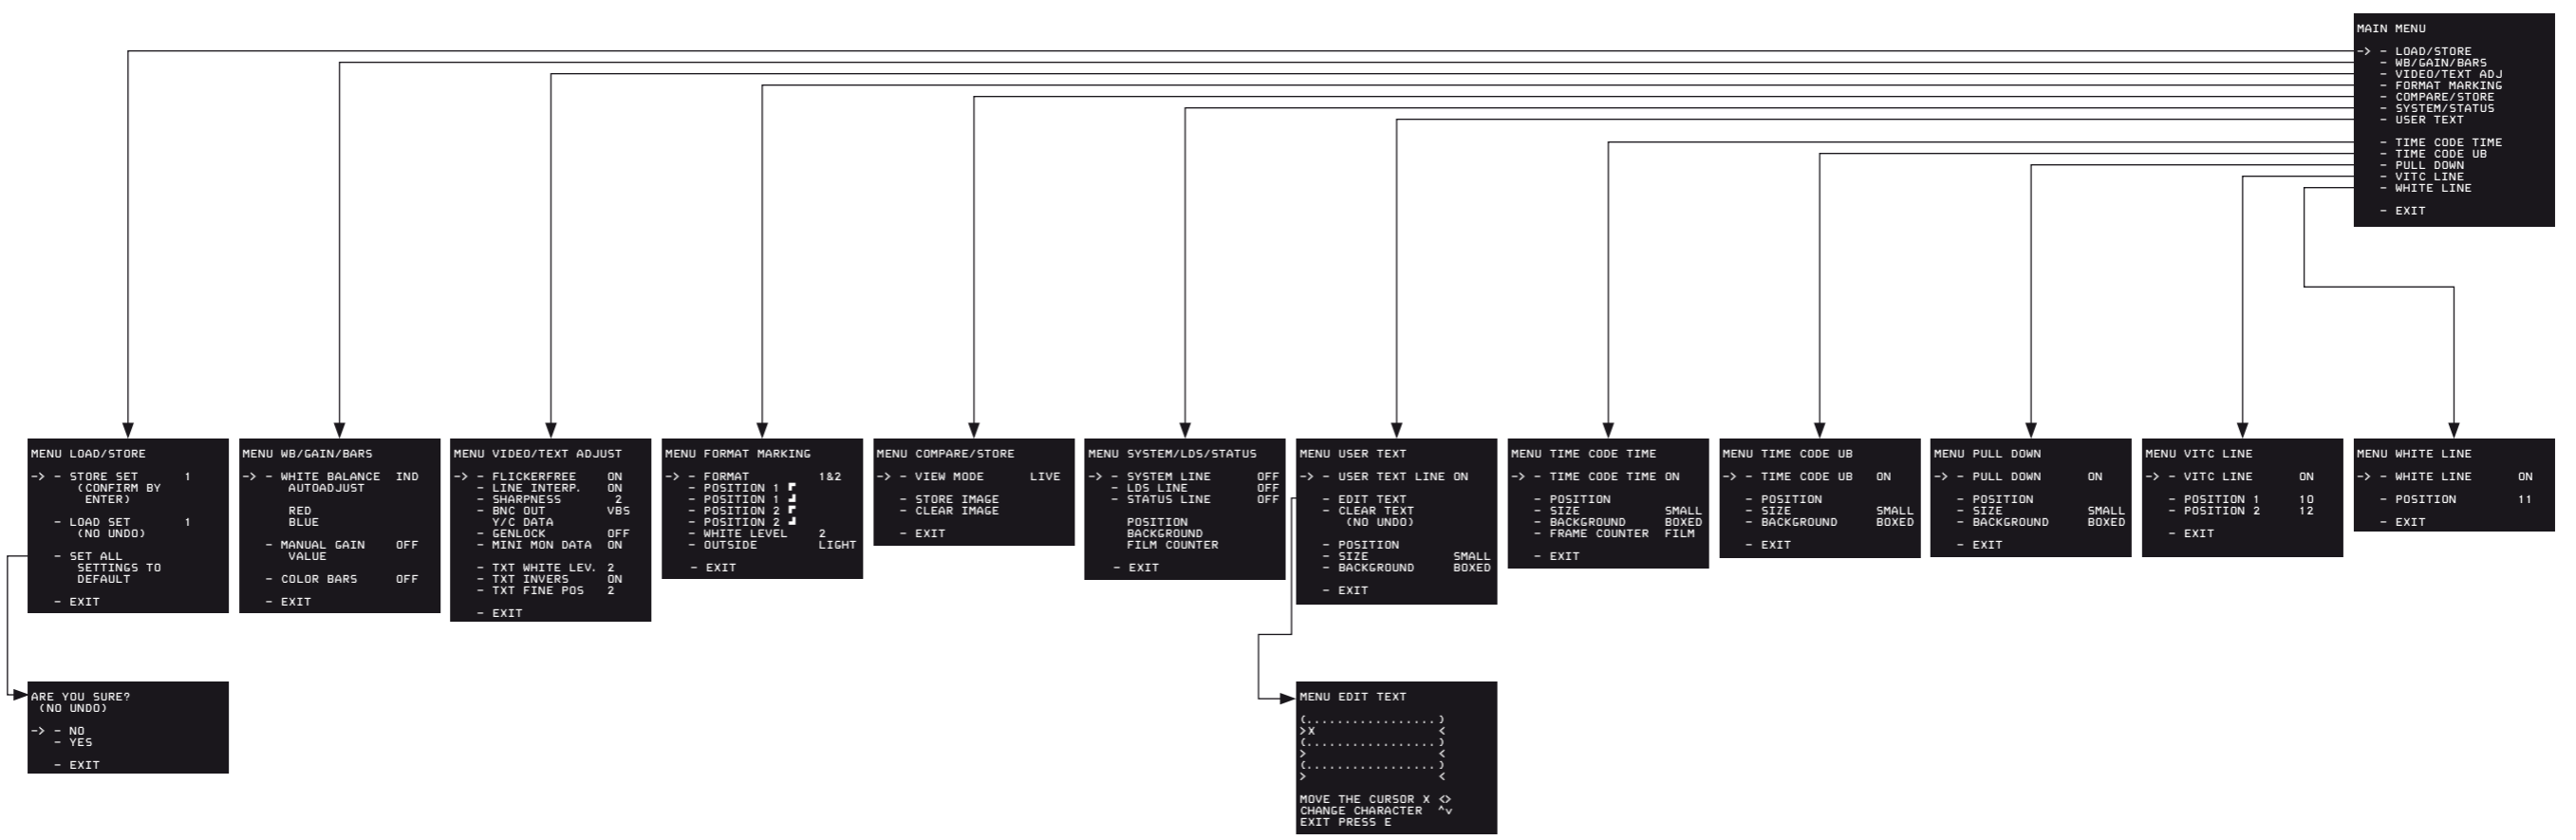 MAIN MENU
-> - LOAD/STORE
- WB/GAIN/BARS
- VIDEO/TEXT ADJ
- FORMAT MARKING
- COMPARE/STORE
- SYSTEM/STATUS
- USER TEXT
- TIME CODE TIME
- TIME CODE UB
- PULL DOWN
- VITC LINE
- WHITE LINE
- EXIT
MENU LOAD/STORE
-> - STORE SET 1
(CONFIRM BY
ENTER)
- LOAD SET 1
(NO UNDO)
- SET ALL
SETTINGS TO
DEFAULT
- EXIT
MENU WB/GAIN/BARS
-> - WHITE BALANCE IND
AUTOADJUST
RED
BLUE
- MANUAL GAIN OFF
VALUE
- COLOR BARS OFF
- EXIT
MENU VIDEO/TEXT ADJUST
-> - FLICKERFREE ON
- LINE INTERP. ON
- SHARPNESS 2
- BNC OUT VBS
Y/C DATA
- GENLOCK OFF
- MINI MON DATA ON
- TXT WHITE LEV. 2
- TXT INVERS ON
- TXT FINE POS 2
- EXIT
MENU FORMAT MARKING
-> - FORMAT 1&2
- POSITION 1 ┏
- POSITION 1 ┛
- POSITION 2 ┏
- POSITION 2 ┛
- WHITE LEVEL 2
- OUTSIDE LIGHT
- EXIT
MENU COMPARE/STORE
-> - VIEW MODE LIVE
- STORE IMAGE
- CLEAR IMAGE
- EXIT
MENU SYSTEM/LDS/STATUS
-> - SYSTEM LINE OFF
- LDS LINE OFF
- STATUS LINE OFF
POSITION
BACKGROUND
FILM COUNTER
- EXIT
MENU USER TEXT
-> - USER TEXT LINE ON
- EDIT TEXT
- CLEAR TEXT
(NO UNDO)
- POSITION
- SIZE SMALL
- BACKGROUND BOXED
- EXIT
MENU TIME CODE TIME
-> - TIME CODE TIME ON
- POSITION
- SIZE SMALL
- BACKGROUND BOXED
- FRAME COUNTER FILM
- EXIT
MENU TIME CODE UB
-> - TIME CODE UB ON
- POSITION
- SIZE SMALL
- BACKGROUND BOXED
- EXIT
MENU PULL DOWN
-> - PULL DOWN ON
- POSITION
- SIZE SMALL
- BACKGROUND BOXED
- EXIT
MENU VITC LINE
-> - VITC LINE ON
- POSITION 1 10
- POSITION 2 12
- EXIT
MENU WHITE LINE
-> - WHITE LINE ON
- POSITION 11
- EXIT
ARE YOU SURE?
(NO UNDO)
-> - NO
- YES
- EXIT
MENU EDIT TEXT
(.................)
>X <
(.................)
> <
(.................)
> <
MOVE THE CURSOR X <>
CHANGE CHARACTER ^v
EXIT PRESS E